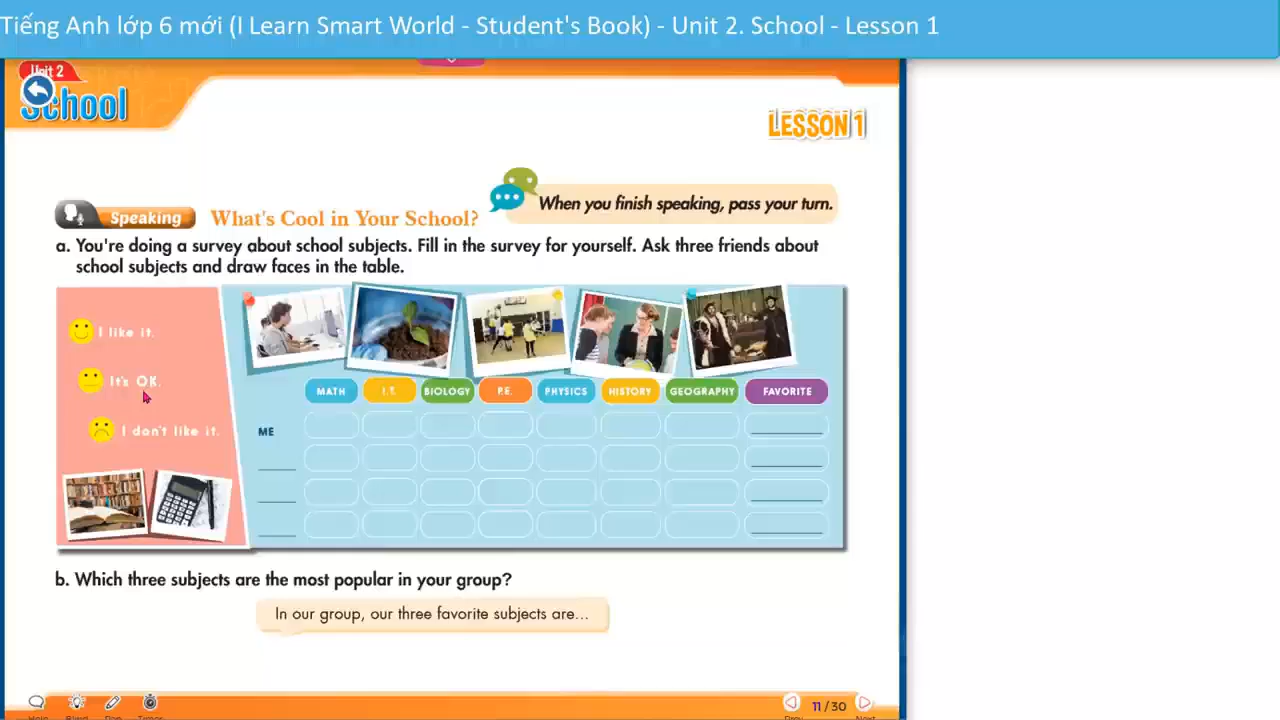 Tiếng Anh lớp 6 mới (I Learn Smart World - Student's Book) - Unit 2. School - Lesson 1
Unit 2
School
LESSON 1
Speaking
What's Cool in Your School?
When you finish speaking, pass your turn.
a. You're doing a survey about school subjects. Fill in the survey for yourself. Ask three friends about
school subjects and draw faces in the table.
I like it.
It's OK.
I don't like it.
MATH I.T. BIOLOGY P.E. PHYSICS HISTORY GEOGRAPHY FAVORITE
ME
b. Which three subjects are the most popular in your group?
In our group, our three favorite subjects are...
11 / 30